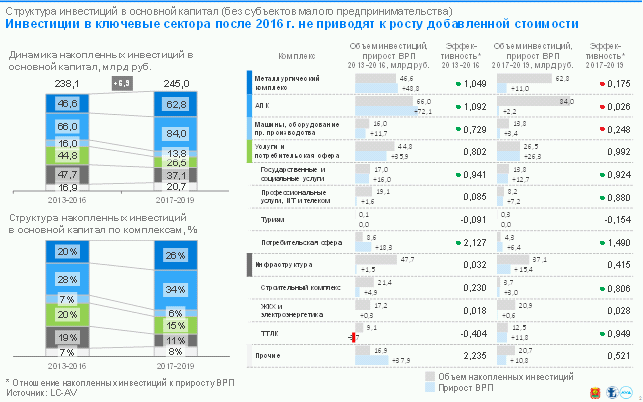 Структура инвестиций в основной капитал (без субъектов малого предпринимательства)
Инвестиции в ключевые сектора после 2016 г. не приводят к росту добавленной стоимости
Динамика накопленных инвестиций в
основной капитал, млрд руб.
238,1 +6,9 245,0
46,6 62,8
66,0 84,0
16,0 13,8
44,8 26,5
47,7 37,1
16,9 20,7
2013-2016 2017-2019
Структура накопленных инвестиций
в основной капитал по комплексам, %
20% 26%
28% 34%
7% 6%
20% 15%
19% 11%
7% 8%
2013-2016 2017-2019
* Отношение накопленных инвестиций к приросту ВРП
Источник: LC-AV
Комплекс
Объем инвестиций,
прирост ВРП
2013-2016, млрд руб.
Эффек-
тивность*
2013-2016
Объем инвестиций,
прирост ВРП
2017-2019, млрд руб.
Эффек-
тивность*
2017-2019
Металлургический
комплекс
46,6 +48,8 1,049 62,8 +11,0 0,175
АПК
66,0 +72,1 1,092 84,0 +2,2 0,026
Машины, оборудование
пр. производства
16,0 +11,7 0,729 13,8 +3,4 0,248
Услуги и
потребительская сфера
44,8 +35,9 0,802 26,5 +26,3 0,992
Государственные и
социальные услуги
17,0 +16,0 0,941 13,8 +12,7 0,924
Профессиональные
услуги, ИТ и телеком
19,1 +1,6 0,085 8,2 +7,2 0,880
Туризм
0,1 0,0 -0,091 0,3 0,0 -0,154
Потребительская сфера
8,6 +18,3 2,127 4,3 +6,4 1,490
Инфраструктура
47,7 +1,5 0,032 37,1 +15,4 0,415
Строительный комплекс
21,4 +4,9 0,230 3,7 +3,0 0,806
ЖКХ и
электроэнергетика
17,2 +0,3 0,018 20,9 +0,6 0,028
ТТЛК
9,1 -0,404 12,5 +11,8 0,949
Прочие
16,9 +37,9 2,235 20,7 +10,8 0,521
Объем накопленных инвестиций
Прирост ВРП